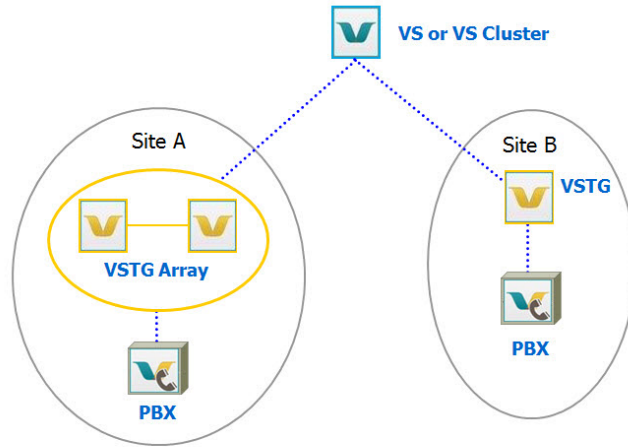 VS or VS Cluster
Site A
Site B
VSTG
VSTG Array
PBX
PBX